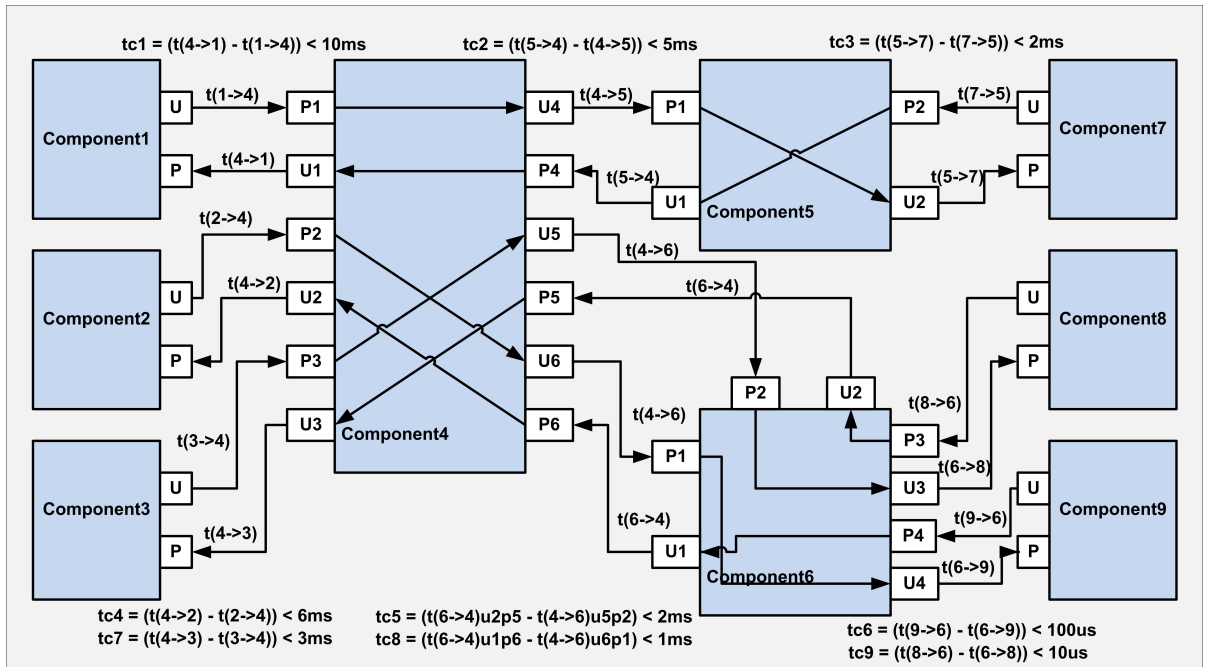 tc1 = (t(4->1) - t(1->4)) < 10ms
tc2 = (t(5->4) - t(4->5)) < 5ms
tc3 = (t(5->7) - t(7->5)) < 2ms
Component1
U
t(1->4)
P1
P
t(4->1)
U1
Component2
U
t(2->4)
P2
P
t(4->2)
U2
Component3
U
t(3->4)
P3
P
t(4->3)
U3
Component4
U4
P4
U5
P5
U6
P6
t(4->5)
t(5->4)
P1
U1
Component5
P2
U2
t(7->5)
t(5->7)
U
P
Component7
t(4->6)
t(6->4)
P2
U2
t(4->6)
t(6->4)
P1
U1
Component6
P3
U3
P4
U4
t(8->6)
t(6->8)
U
P
Component8
t(9->6)
t(6->9)
U
P
Component9
tc4 = (t(4->2) - t(2->4)) < 6ms
tc7 = (t(4->3) - t(3->4)) < 3ms
tc5 = (t(6->4)u2p5 - t(4->6)u5p2) < 2ms
tc8 = (t(6->4)u1p6 - t(4->6)u6p1) < 1ms
tc6 = (t(9->6) - t(6->9)) < 100us
tc9 = (t(8->6) - t(6->8)) < 10us